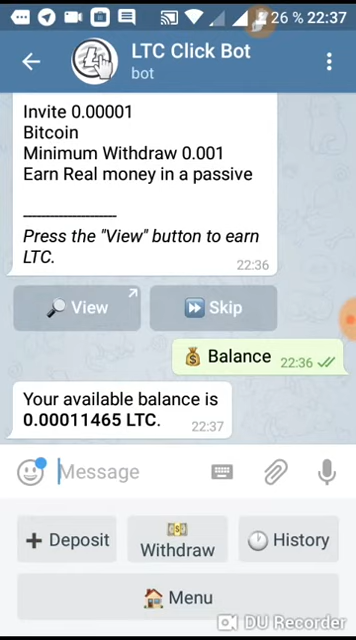 26 % 22:37
LTC Click Bot
bot
Invite 0.00001
Bitcoin
Minimum Withdraw 0.001
Earn Real money in a passive
---------------------
Press the "View" button to earn
LTC.
22:36
View
Skip
Balance 22:36
Your available balance is
0.00011465 LTC.
22:37
Message
Deposit
Withdraw
History
Menu
DU Recorder